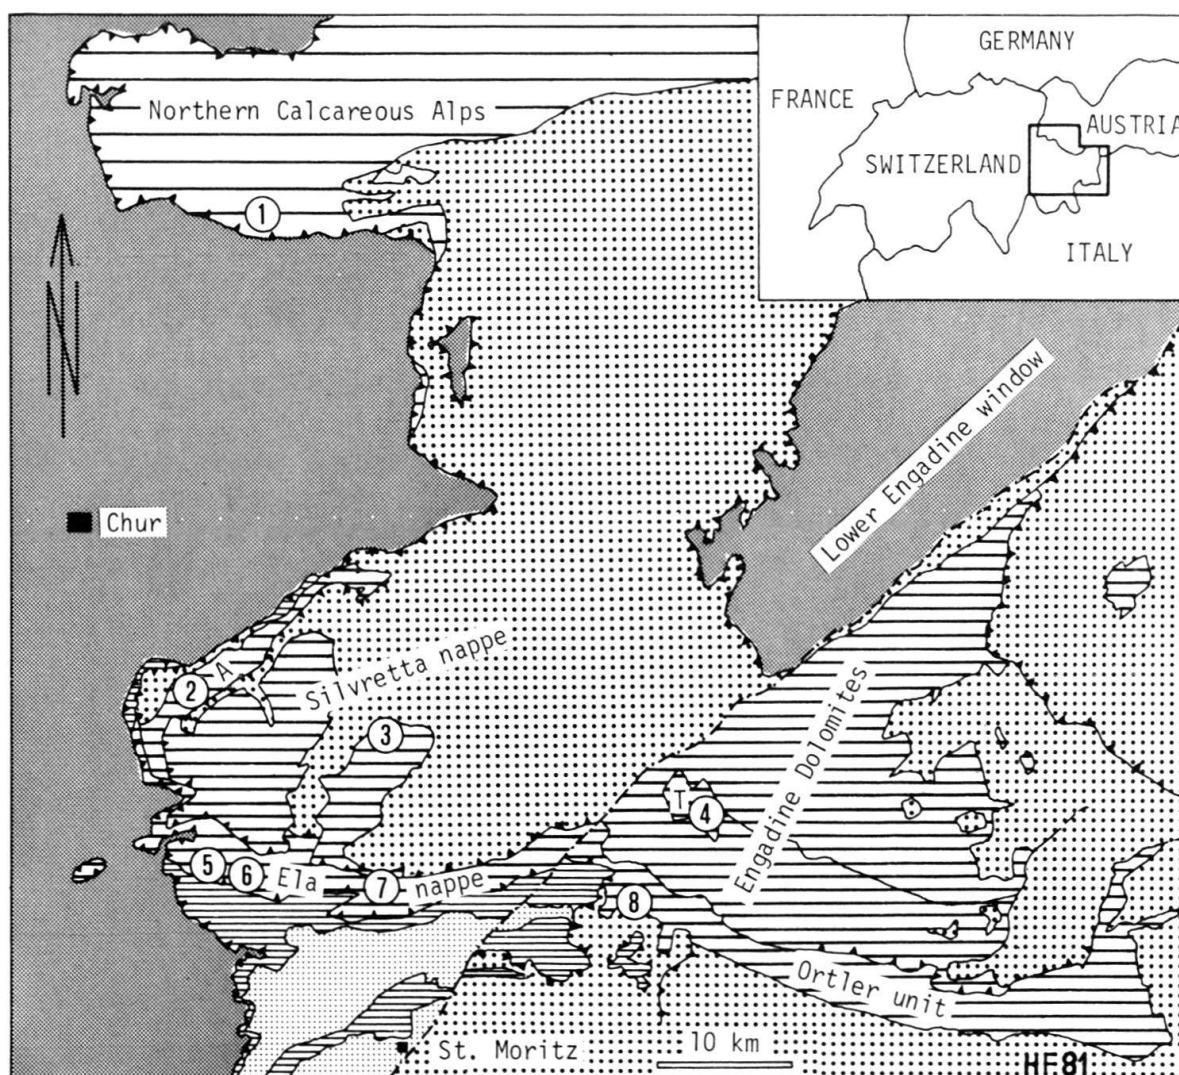 GERMANY
FRANCE
AUSTRIA
SWITZERLAND
ITALY
Northern Calcareous Alps
1
N
Lower Engadine window
Chur
Silvretta nappe
A
2
3
Engadine Dolomites
T
4
5
6
Ela
7
nappe
8
Ortler unit
St. Moritz
10 km
HF81